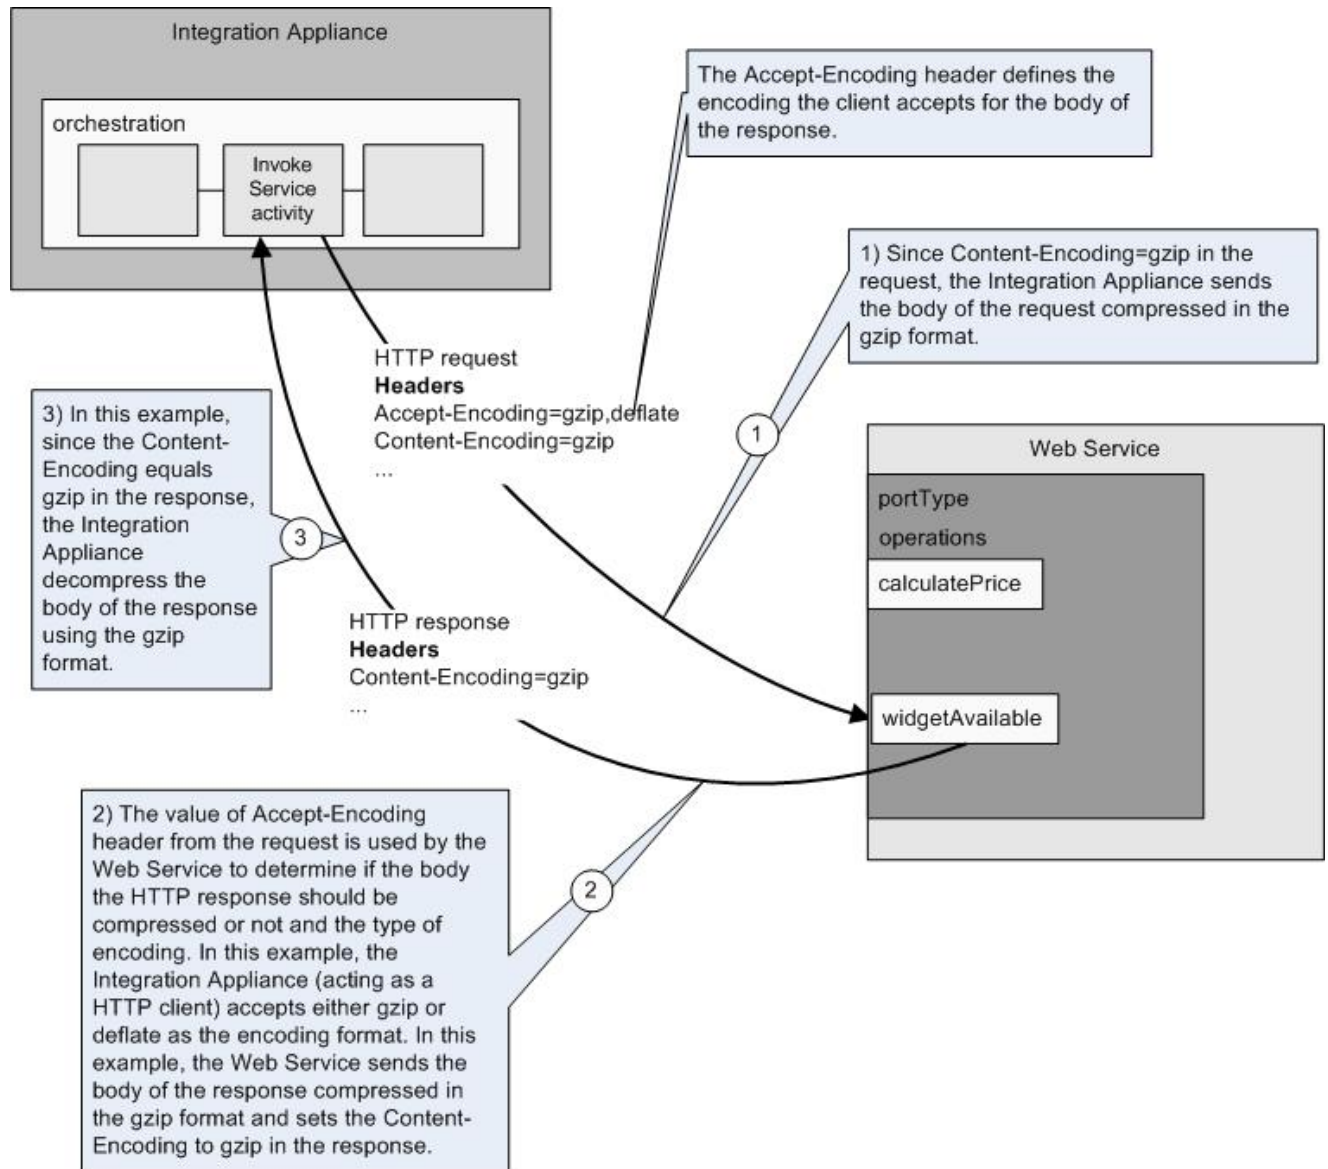 Integration Appliance
orchestration
Invoke
Service
activity
The Accept-Encoding header defines the
encoding the client accepts for the body of
the response.
1) Since Content-Encoding=gzip in the
request, the Integration Appliance sends
the body of the request compressed in the
gzip format.
HTTP request
Headers
Accept-Encoding=gzip,deflate
Content-Encoding=gzip
...
1
3) In this example,
since the Content-
Encoding equals
gzip in the response,
the Integration
Appliance
decompress the
body of the response
using the gzip
format.
3
Web Service
portType
operations
calculatePrice
widgetAvailable
HTTP response
Headers
Content-Encoding=gzip
...
2) The value of Accept-Encoding
header from the request is used by the
Web Service to determine if the body
the HTTP response should be
compressed or not and the type of
encoding. In this example, the
Integration Appliance (acting as a
HTTP client) accepts either gzip or
deflate as the encoding format. In this
example, the Web Service sends the
body of the response compressed in
the gzip format and sets the Content-
Encoding to gzip in the response.
2